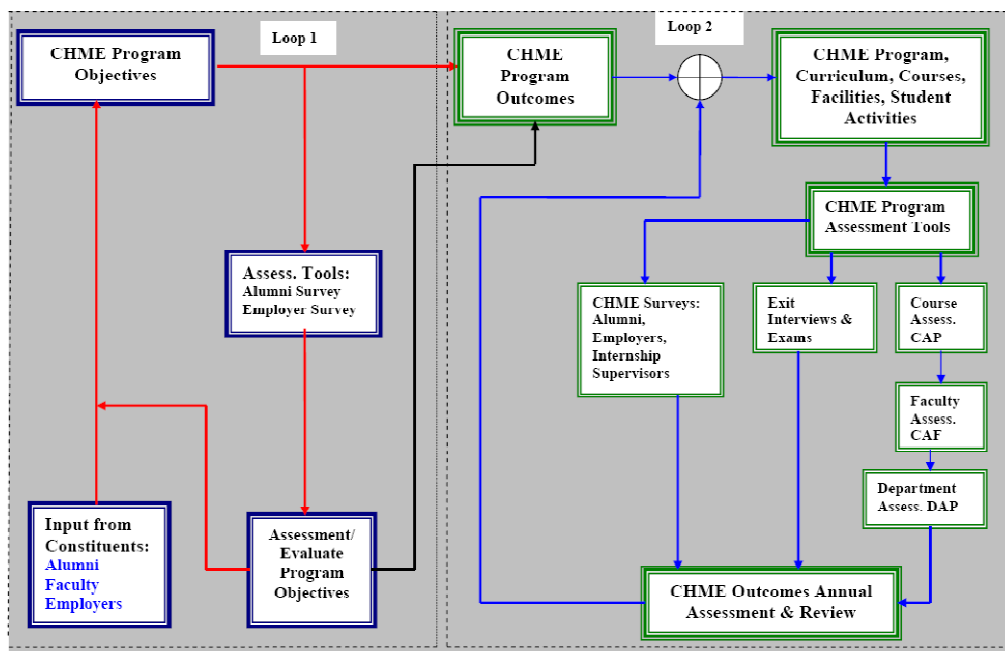 Loop 1
CHME Program
Objectives
Assess. Tools:
Alumni Survey
Employer Survey
Input from
Constituents:
Alumni
Faculty
Employers
Assessment/
Evaluate
Program
Objectives
Loop 2
CHME
Program
Outcomes
CHME Program,
Curriculum, Courses,
Facilities, Student
Activities
CHME Program
Assessment Tools
CHME Surveys:
Alumni,
Employers,
Internship
Supervisors
Exit
Interviews &
Exams
Course
Assess.
CAP
Faculty
Assess.
CAF
Department
Assess. DAP
CHME Outcomes Annual
Assessment & Review